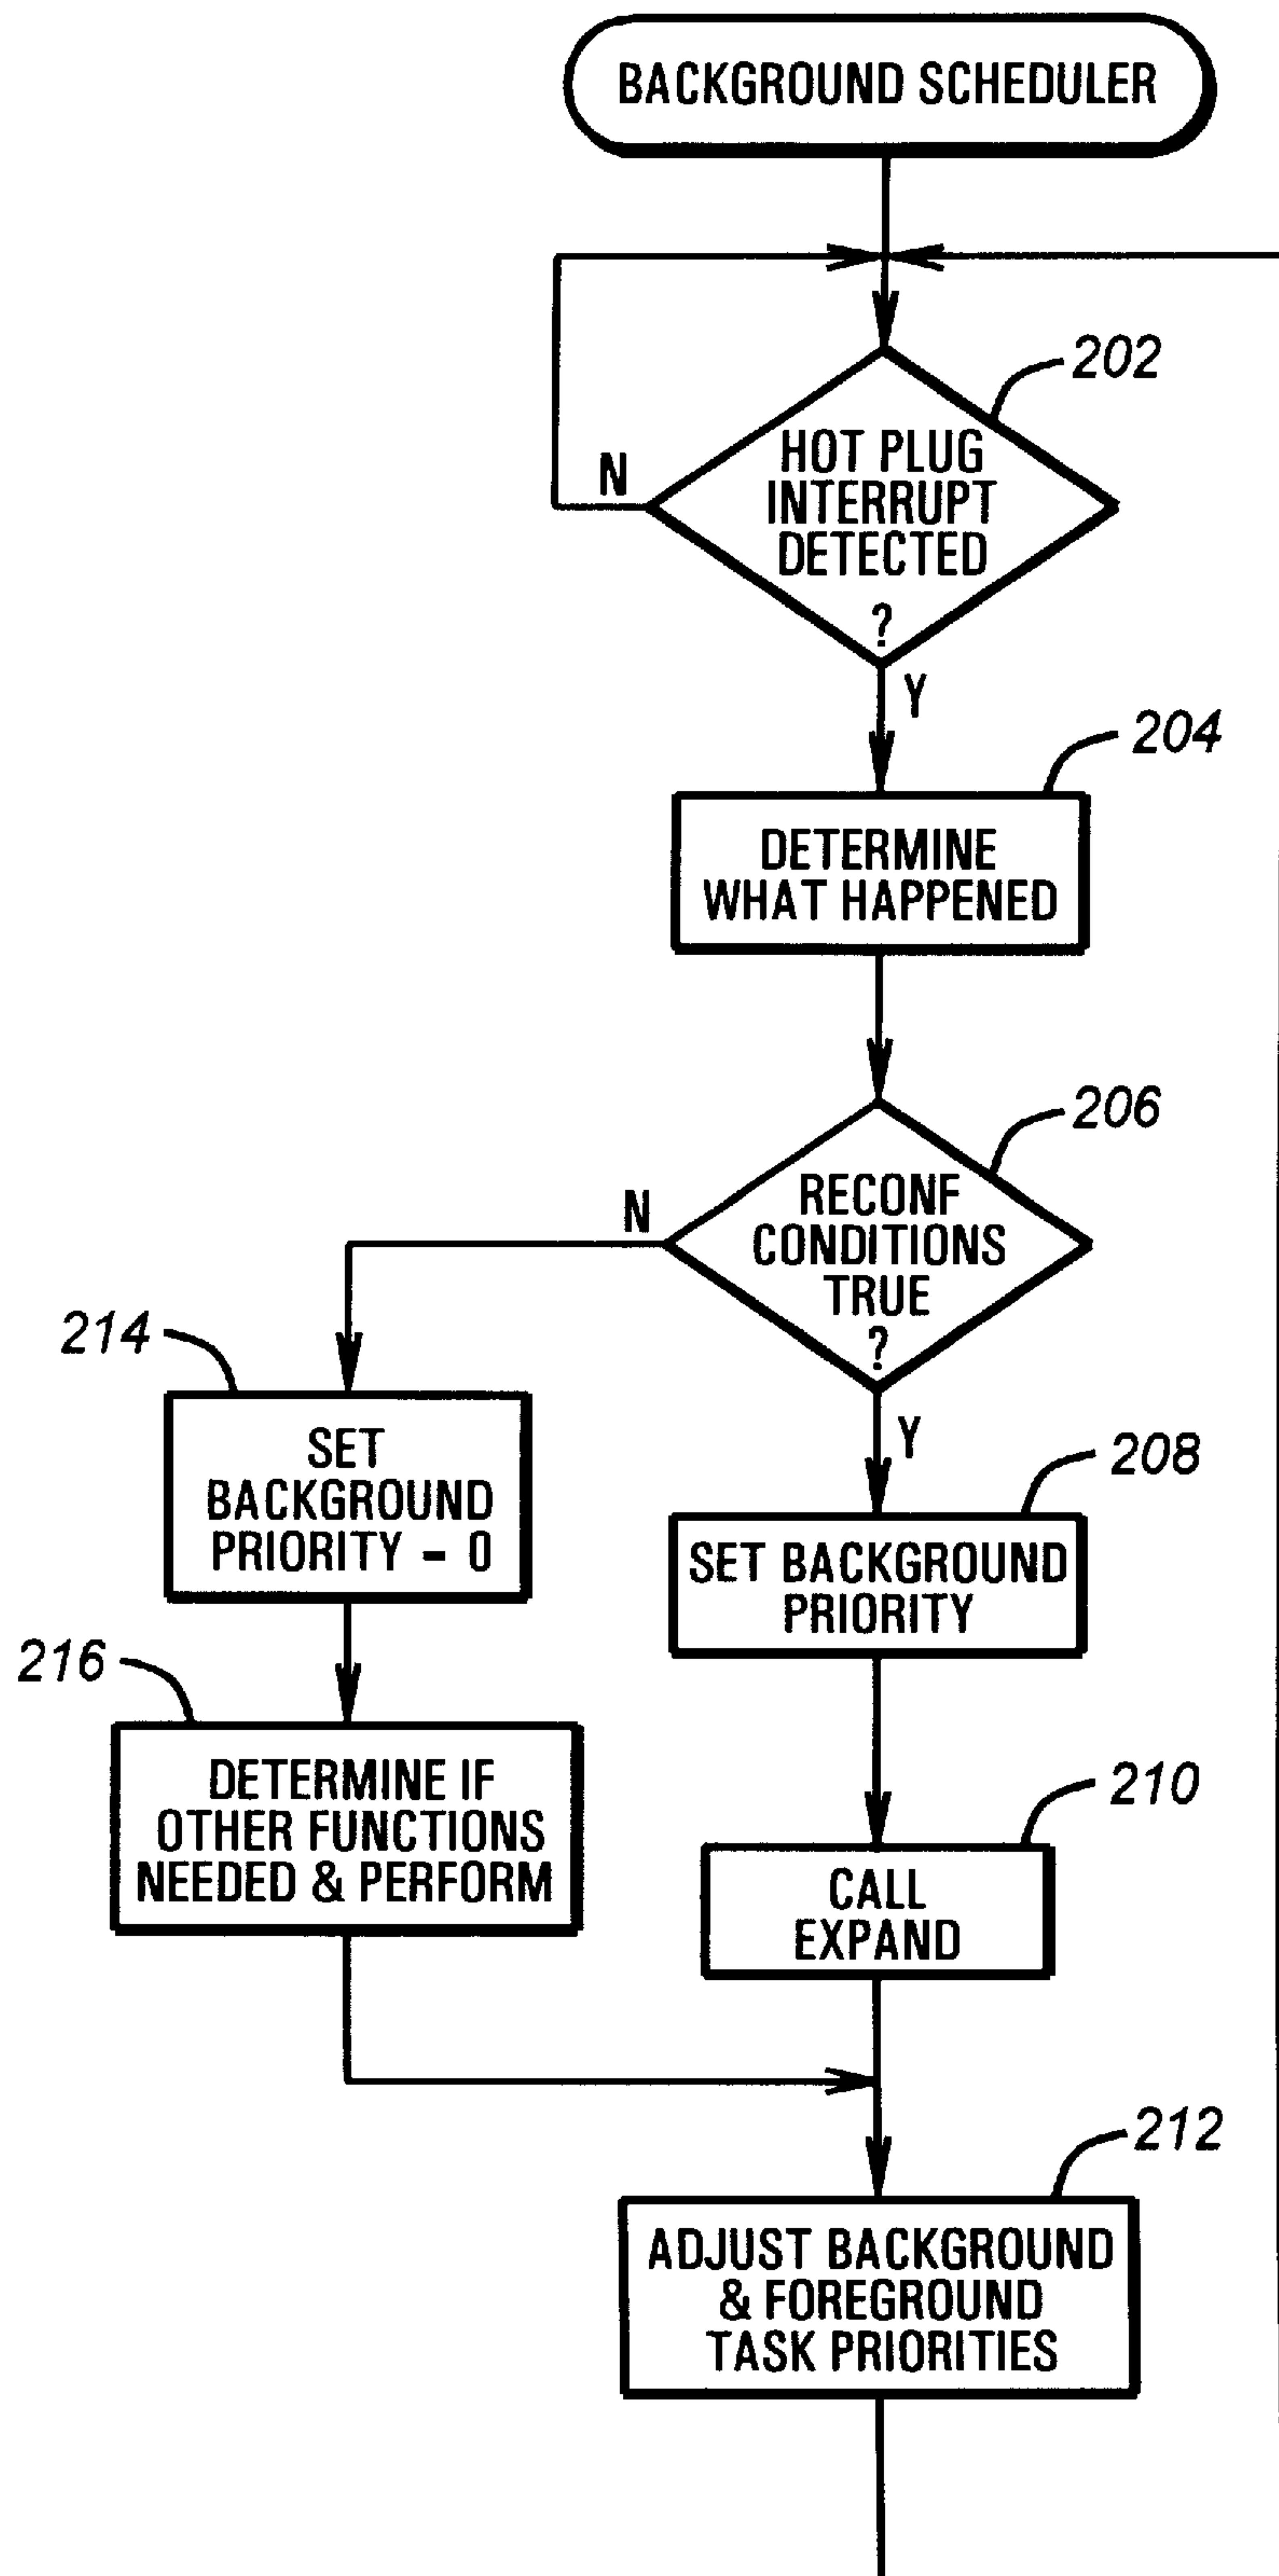 BACKGROUND SCHEDULER
202
HOT PLUG
INTERRUPT
DETECTED
?
N
Y
204
DETERMINE
WHAT HAPPENED
206
RECONF
CONDITIONS
TRUE
?
N
Y
214
SET
BACKGROUND
PRIORITY - 0
208
SET BACKGROUND
PRIORITY
216
DETERMINE IF
OTHER FUNCTIONS
NEEDED & PERFORM
210
CALL
EXPAND
212
ADJUST BACKGROUND
& FOREGROUND
TASK PRIORITIES